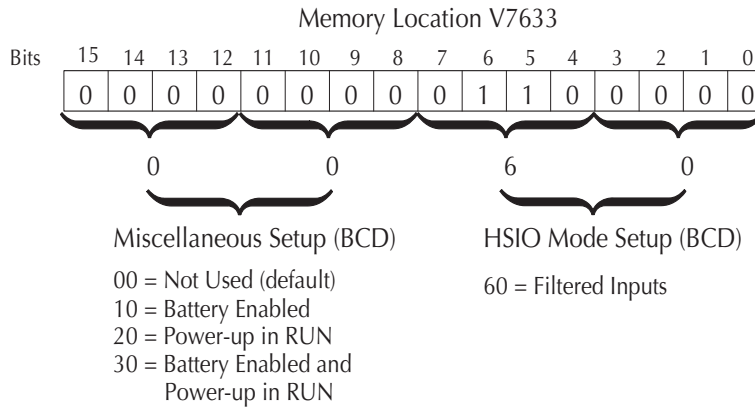 Memory Location V7633
Bits 15 14 13 12 11 10 9 8 7 6 5 4 3 2 1 0
0 0 0 0 0 0 0 0 0 1 1 0 0 0 0 0
0 0 6 0
Miscellaneous Setup (BCD) HSIO Mode Setup (BCD)
00 = Not Used (default)
60 = Filtered Inputs
10 = Battery Enabled
20 = Power-up in RUN
30 = Battery Enabled and
Power-up in RUN